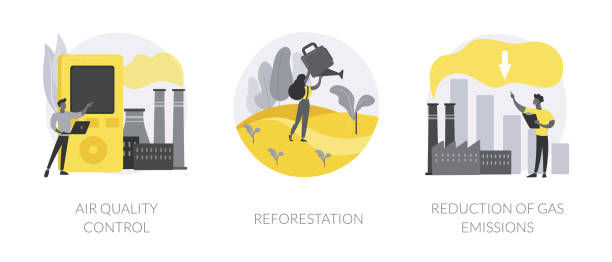 AIR QUALITY
CONTROL
REFORESTATION
REDUCTION OF GAS
EMISSIONS